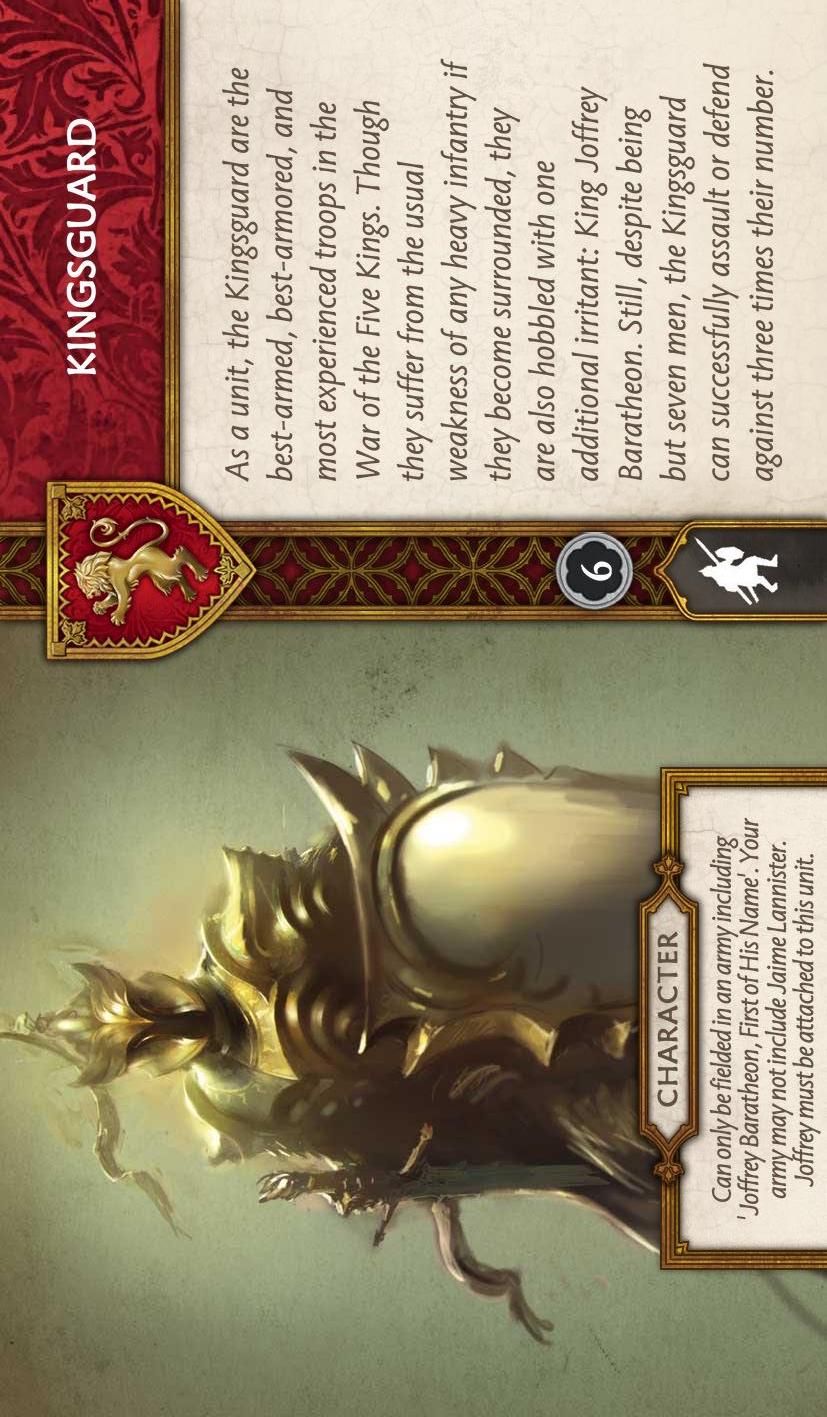 KINGSGUARD
As a unit, the Kingsguard are the
best-armed, best-armored, and
most experienced troops in the
War of the Five Kings. Though
they suffer from the usual
weakness of any heavy infantry if
they become surrounded, they
are also hobbled with one
additional irritant: King Joffrey
Baratheon. Still, despite being
but seven men, the Kingsguard
can successfully assault or defend
against three times their number.
6
CHARACTER
Can only be fielded in an army including
'Joffrey Baratheon, First of His Name'. Your
army may not include Jaime Lannister.
Joffrey must be attached to this unit.